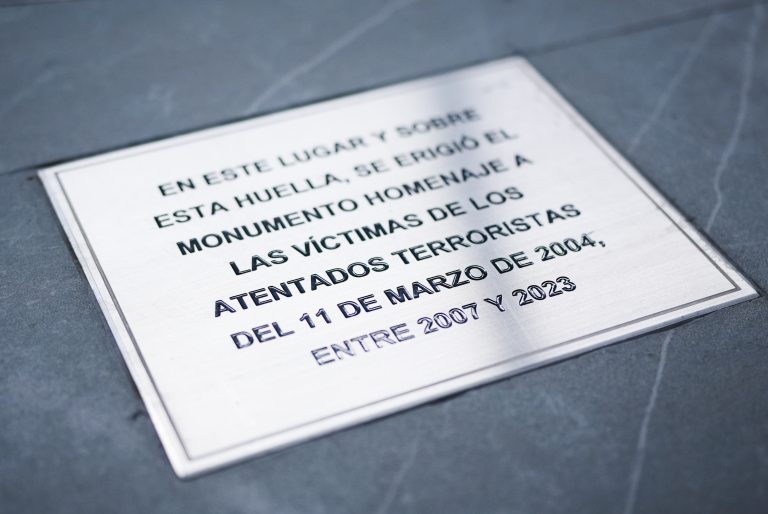 EN ESTE LUGAR Y SOBRE
ESTA HUELLA, SE ERIGIÓ EL
MONUMENTO HOMENAJE A
LAS VÍCTIMAS DE LOS
ATENTADOS TERRORISTAS
DEL 11 DE MARZO DE 2004,
ENTRE 2007 Y 2023